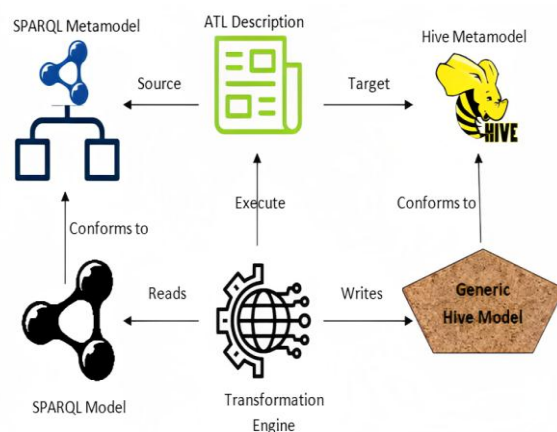 SPARQL Metamodel
ATL Description
Hive Metamodel
Source
Target
HIVE
Conforms to
Execute
Conforms to
Reads
Writes
Generic
Hive Model
SPARQL Model
Transformation
Engine